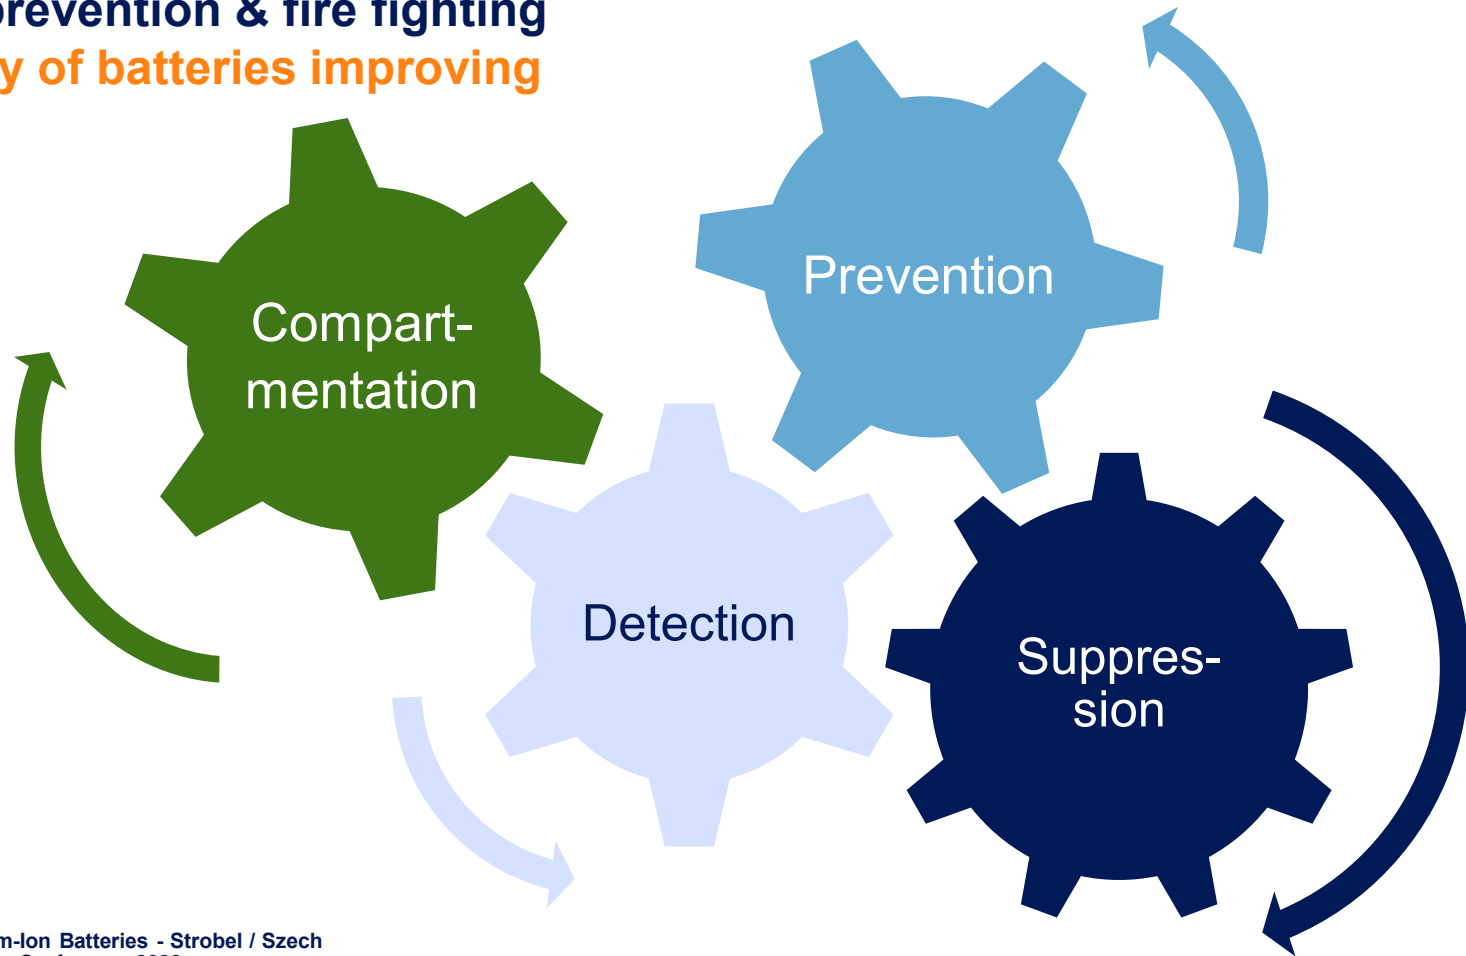 prevention & fire fighting
y of batteries improving
Prevention
Compart-
mentation
Detection
Suppres-
sion
m-Ion Batteries - Strobel / Szech